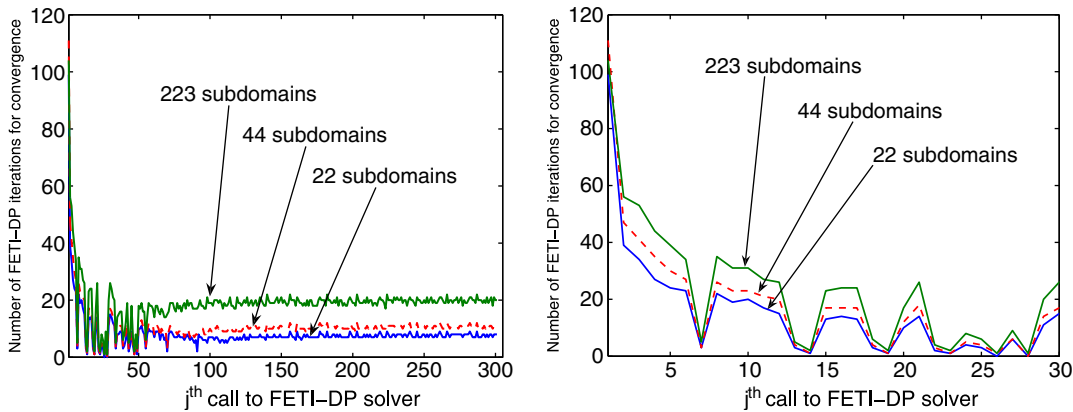 Number of FETI-DP iterations for convergence
120
100
80
60
40
20
0
223 subdomains
44 subdomains
22 subdomains
50
100
150
200
250
300
jth call to FETI-DP solver
Number of FETI-DP iterations for convergence
120
100
80
60
40
20
0
223 subdomains
44 subdomains
22 subdomains
5
10
15
20
25
30
jth call to FETI-DP solver